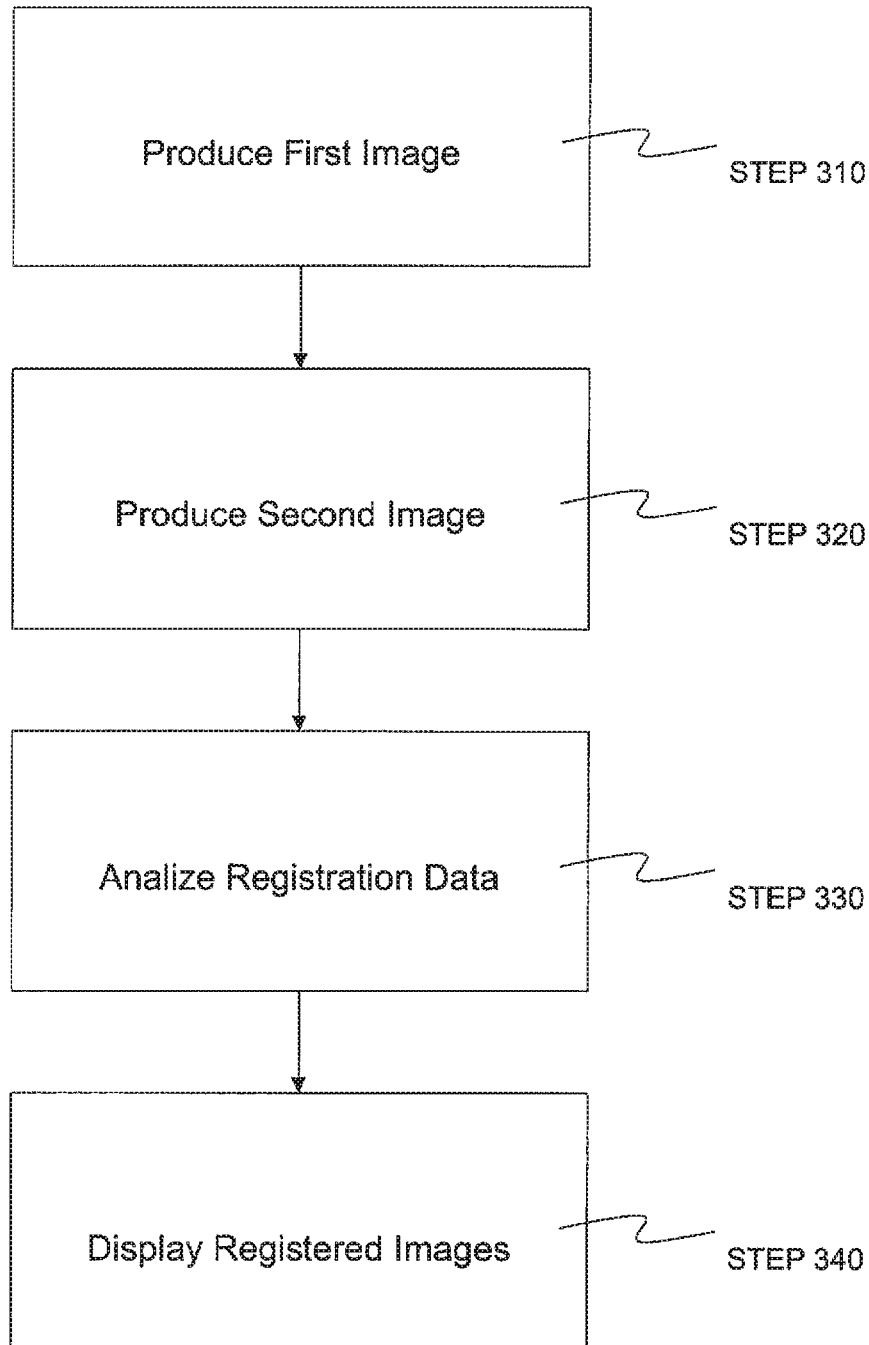 Produce First Image
STEP 310
Produce Second Image
STEP 320
Analize Registration Data
STEP 330
Display Registered Images
STEP 340